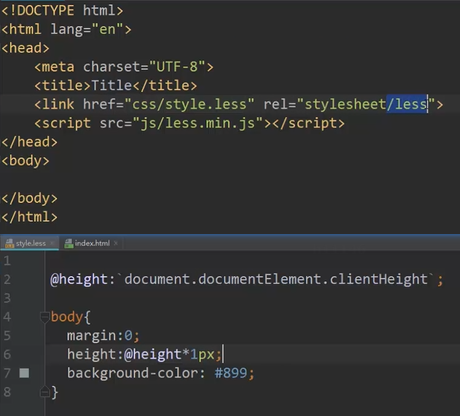 <!DOCTYPE html>
<html lang="en">
<head>
    <meta charset="UTF-8">
    <title>Title</title>
    <link href="css/style.less" rel="stylesheet/less">
    <script src="js/less.min.js"></script>
</head>
<body>

</body>
</html>
style.less × index.html ×
1
2 @height:`document.documentElement.clientHeight`;
3
4 body{
5   margin:0;
6   height:@height*1px;
7   background-color: #899;
8 }